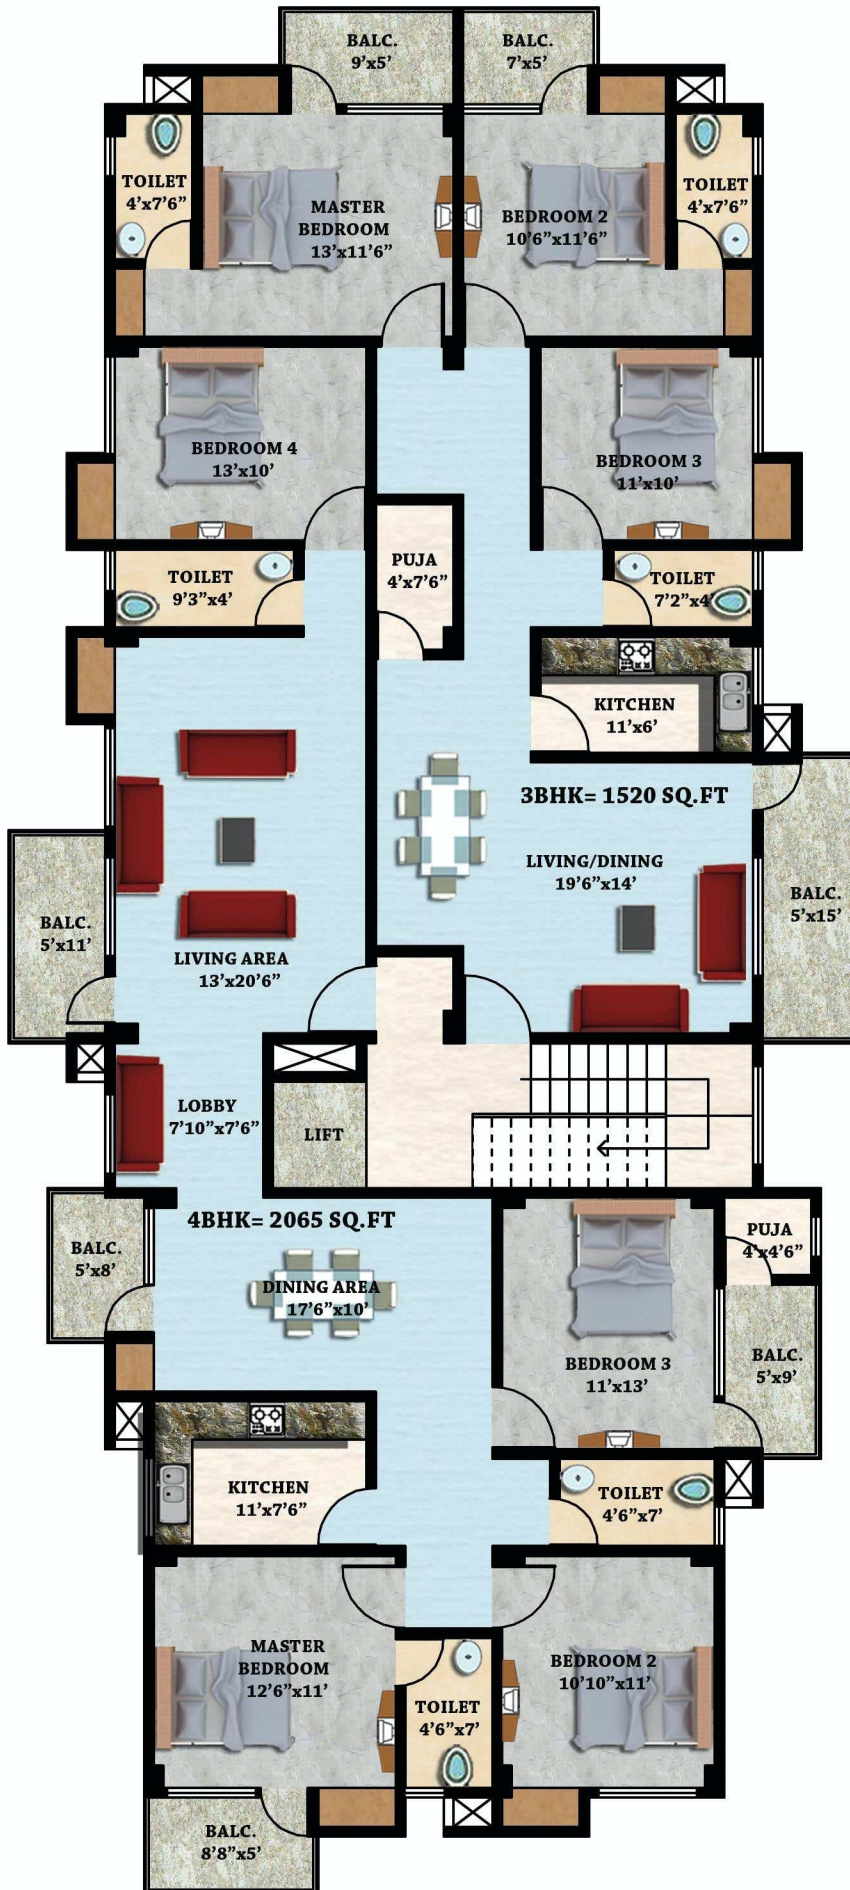 BALC.
9'x5'
BALC.
7'x5'
TOILET
4'x7'6”
MASTER
BEDROOM
13'x11'6”
BEDROOM 2
10'6”x11'6”
TOILET
4'x7'6”
BEDROOM 4
13'x10'
BEDROOM 3
11'x10'
TOILET
9'3”x4'
PUJA
4'x7'6”
TOILET
7'2”x4'
KITCHEN
11'x6'
3BHK= 1520 SQ.FT
LIVING/DINING
19'6”x14'
BALC.
5'x15'
BALC.
5'x11'
LIVING AREA
13'x20'6”
LOBBY
7'10”x7'6”
LIFT
4BHK= 2065 SQ.FT
BALC.
5'x8'
DINING AREA
17'6”x10'
PUJA
4'x4'6”
BEDROOM 3
11'x13'
BALC.
5'x9'
KITCHEN
11'x7'6”
TOILET
4'6”x7'
MASTER
BEDROOM
12'6”x11'
BEDROOM 2
10'10”x11'
TOILET
4'6”x7'
BALC.
8'8”x5'